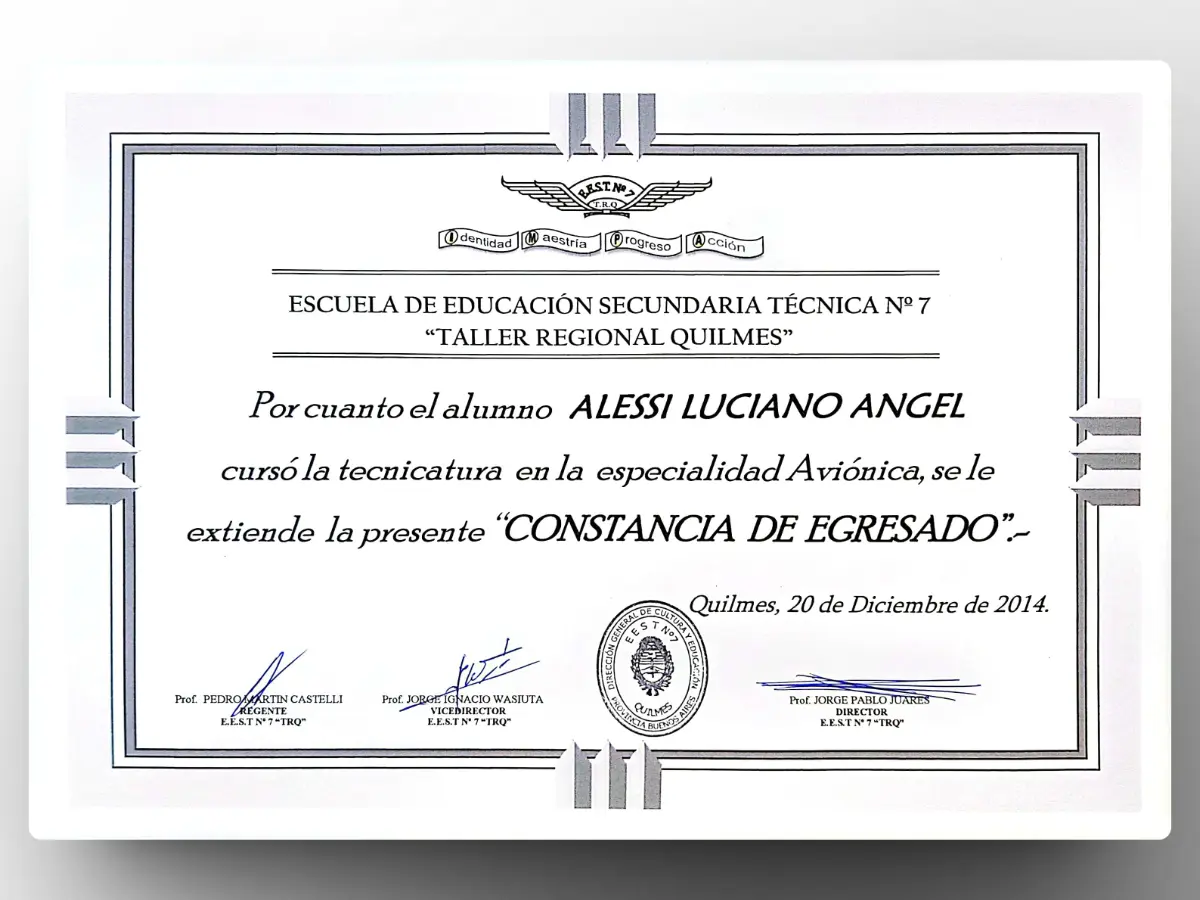 E.E.S.T. Nº 7
T.R.Q
Identidad Maestría Progreso Acción
ESCUELA DE EDUCACIÓN SECUNDARIA TÉCNICA Nº 7
“TALLER REGIONAL QUILMES”
Por cuanto el alumno ALESSI LUCIANO ANGEL
cursó la tecnicatura en la especialidad Aviónica, se le
extiende la presente “CONSTANCIA DE EGRESADO”.-
Quilmes, 20 de Diciembre de 2014.
DIRECCIÓN GENERAL DE CULTURA Y EDUCACIÓN
E E S T Nº7
QUILMES
PROVINCIA BUENOS AIRES
Prof. PEDRO MARTIN CASTELLI
REGENTE
E.E.S.T Nº 7 “TRQ”
Prof. JORGE IGNACIO WASIUTA
VICEDIRECTOR
E.E.S.T Nº 7 “TRQ”
Prof. JORGE PABLO JUARES
DIRECTOR
E.E.S.T Nº 7 “TRQ”